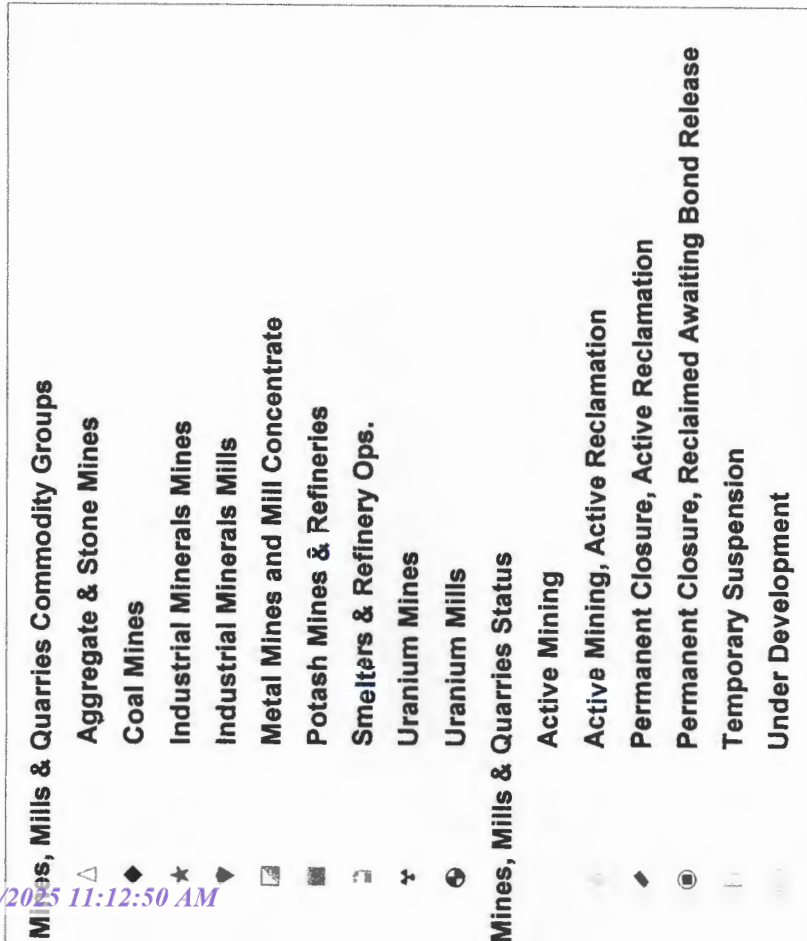 Mines, Mills & Quarries Commodity Groups
Aggregate & Stone Mines
Coal Mines
Industrial Minerals Mines
Industrial Minerals Mills
Metal Mines and Mill Concentrate
Potash Mines & Refineries
Smelters & Refinery Ops.
Uranium Mines
Uranium Mills
Mines, Mills & Quarries Status
Active Mining
Active Mining, Active Reclamation
Permanent Closure, Active Reclamation
Permanent Closure, Reclaimed Awaiting Bond Release
Temporary Suspension
Under Development
/2025 11:12:50 AM